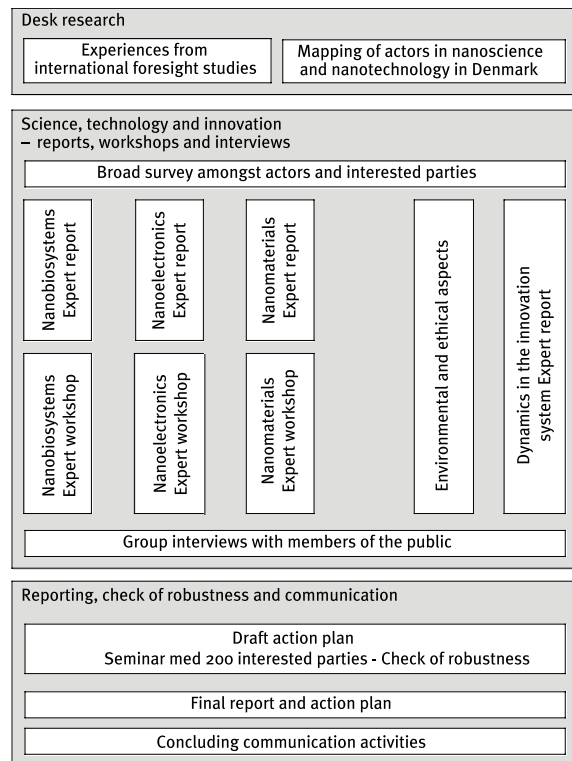 Desk research
Experiences from
international foresight studies
Mapping of actors in nanoscience
and nanotechnology in Denmark
Science, technology and innovation
– reports, workshops and interviews
Broad survey amongst actors and interested parties
Nanobiosystems
Expert report
Nanoelectronics
Expert report
Nanomaterials
Expert report
Nanobiosystems
Expert workshop
Nanoelectronics
Expert workshop
Nanomaterials
Expert workshop
Environmental and ethical aspects
Dynamics in the innovation
system Expert report
Group interviews with members of the public
Reporting, check of robustness and communication
Draft action plan
Seminar med 200 interested parties - Check of robustness
Final report and action plan
Concluding communication activities